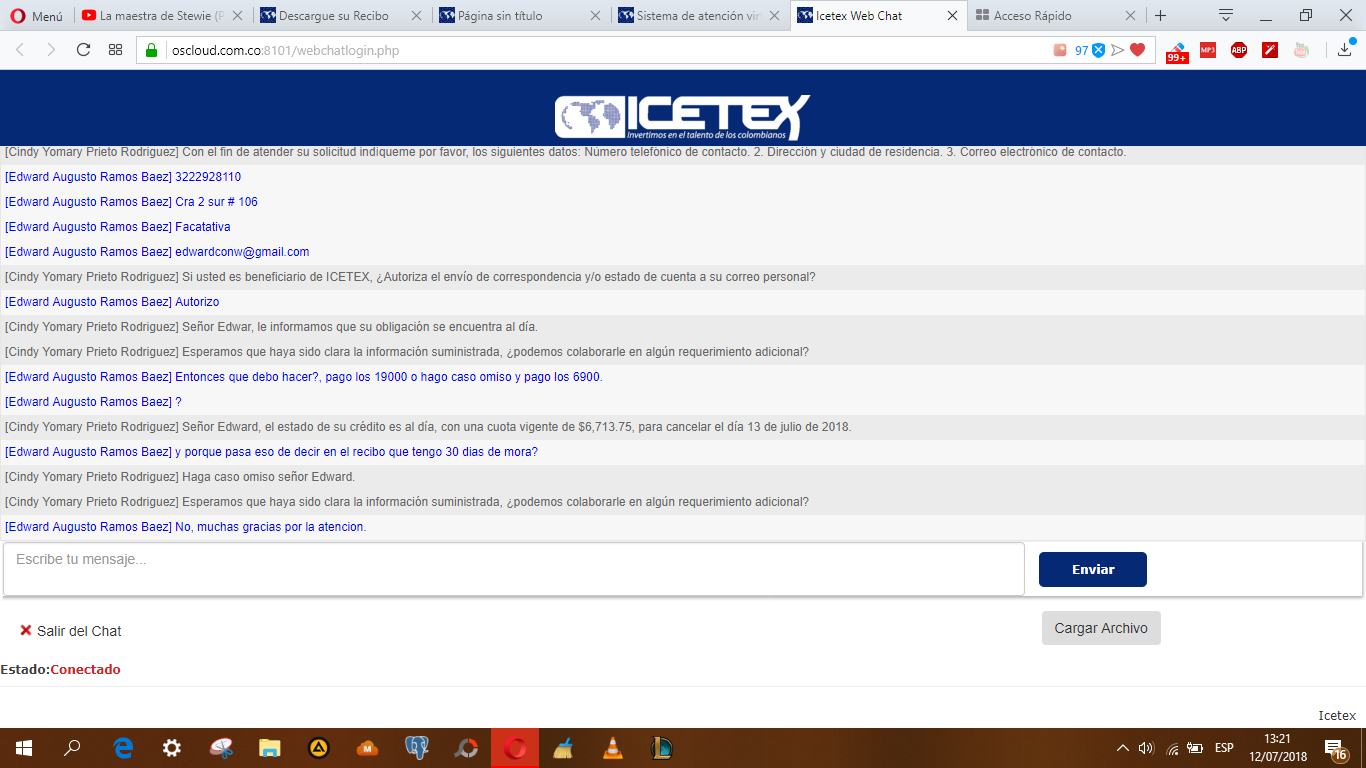 Menú
La maestra de Stewie (P
Descargue su Recibo
Página sin título
Sistema de atención virt
Icetex Web Chat
Acceso Rápido
oscloud.com.co:8101/webchatlogin.php
97
99+
MP3
ABP
ICETEX
Invertimos en el talento de los colombianos
[Cindy Yomary Prieto Rodriguez] Con el fin de atender su solicitud indíqueme por favor, los siguientes datos: Número telefónico de contacto. 2. Dirección y ciudad de residencia. 3. Correo electrónico de contacto.
[Edward Augusto Ramos Baez] 3222928110
[Edward Augusto Ramos Baez] Cra 2 sur # 106
[Edward Augusto Ramos Baez] Facatativa
[Edward Augusto Ramos Baez] edwardconw@gmail.com
[Cindy Yomary Prieto Rodriguez] Si usted es beneficiario de ICETEX, ¿Autoriza el envío de correspondencia y/o estado de cuenta a su correo personal?
[Edward Augusto Ramos Baez] Autorizo
[Cindy Yomary Prieto Rodriguez] Señor Edwar, le informamos que su obligación se encuentra al día.
[Cindy Yomary Prieto Rodriguez] Esperamos que haya sido clara la información suministrada, ¿podemos colaborarle en algún requerimiento adicional?
[Edward Augusto Ramos Baez] Entonces que debo hacer?, pago los 19000 o hago caso omiso y pago los 6900.
[Edward Augusto Ramos Baez] ?
[Cindy Yomary Prieto Rodriguez] Señor Edward, el estado de su crédito es al día, con una cuota vigente de $6,713.75, para cancelar el día 13 de julio de 2018.
[Edward Augusto Ramos Baez] y porque pasa eso de decir en el recibo que tengo 30 dias de mora?
[Cindy Yomary Prieto Rodriguez] Haga caso omiso señor Edward.
[Cindy Yomary Prieto Rodriguez] Esperamos que haya sido clara la información suministrada, ¿podemos colaborarle en algún requerimiento adicional?
[Edward Augusto Ramos Baez] No, muchas gracias por la atencion.
Escribe tu mensaje...
Enviar
Salir del Chat
Cargar Archivo
Estado:Conectado
Icetex
ESP
13:21
12/07/2018
16